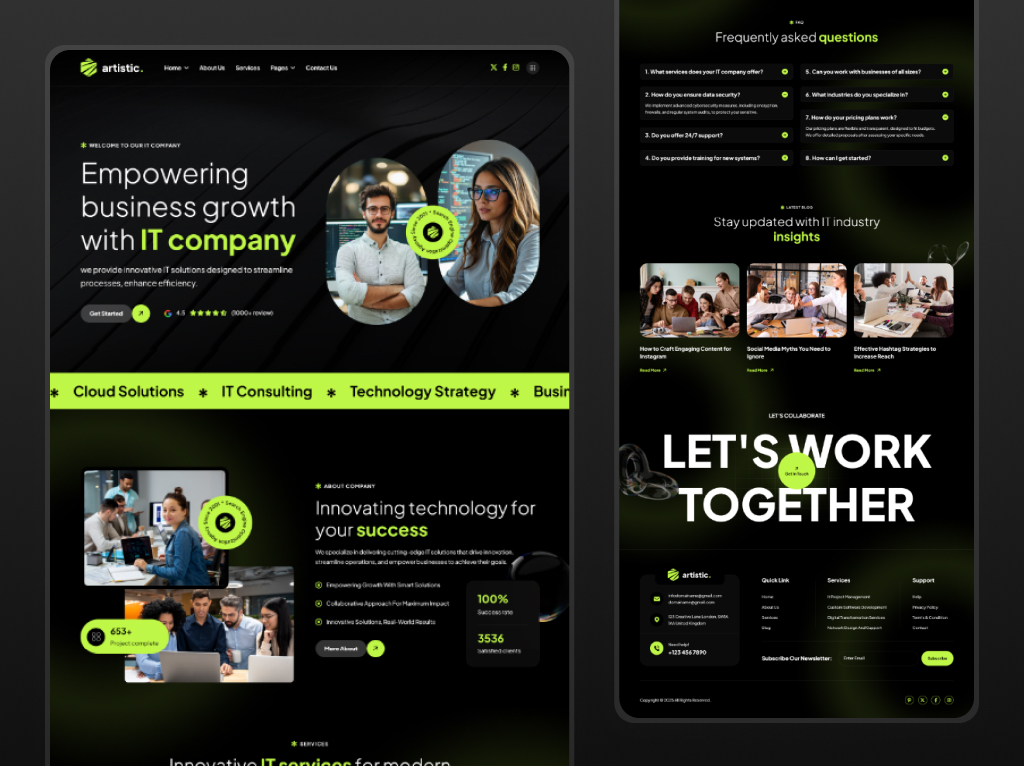 artistic.
Home About Us Services Pages Contact Us
WELCOME TO OUR IT COMPANY
Empowering
business growth
with IT company
we provide innovative IT solutions designed to streamline
processes, enhance efficiency.
Get Started
4.5 (1000+ review)
* Cloud Solutions * IT Consulting * Technology Strategy * Busin
653+
Project complete
ABOUT COMPANY
Innovating technology for
your success
We specialize in delivering cutting-edge IT solutions that drive innovation,
streamline operations, and empower businesses to achieve their goals.
Empowering Growth With Smart Solutions
Collaborative Approach For Maximum Impact
Innovative Solutions, Real-World Results
More About
100%
Success rate
3536
Satisfied clients
SERVICES
Innovative IT services for modern
FAQ
Frequently asked questions
1. What services does your IT company offer?
2. How do you ensure data security?
We implement advanced cybersecurity measures, including encryption,
firewalls, and regular system audits, to protect your sensitive.
3. Do you offer 24/7 support?
4. Do you provide training for new systems?
5. Can you work with businesses of all sizes?
6. What industries do you specialize in?
7. How do your pricing plans work?
Our pricing plans are flexible and transparent, designed to fit budgets.
We offer detailed proposals after assessing your specific needs.
8. How can I get started?
LATEST BLOG
Stay updated with IT industry
insights
How to Craft Engaging Content for
Instagram
Read More
Social Media Myths You Need to
Ignore
Read More
Effective Hashtag Strategies to
Increase Reach
Read More
LET'S COLLABORATE
LET'S WORK
Get In Touch
TOGETHER
artistic.
infodomainame@gmail.com
domainame@gmail.com
Need help?
+123 456 7890
Quick Link
Home
About Us
Services
Blog
Services
IT Project Management
Custom Software Development
Digital Transformation Services
Network Design And Support
Support
Help
Privacy Policy
Terms & Condition
Contact
Subscribe Our Newsletter:
Enter Email
Subscribe
Copyright © 2025 All Rights Reserved.